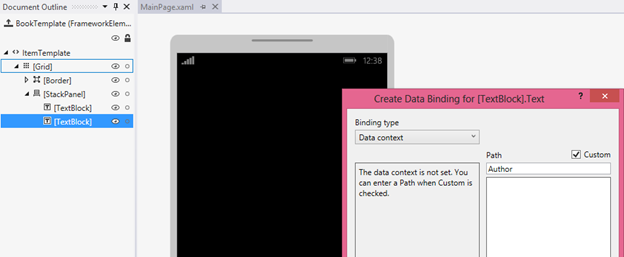 Document Outline
BookTemplate (FrameworkElem...
ItemTemplate
[Grid]
[Border]
[StackPanel]
[TextBlock]
[TextBlock]
MainPage.xaml
12:38
Create Data Binding for [TextBlock].Text
?
Binding type
Data context
Path
Custom
The data context is not set. You
can enter a Path when Custom is
checked.
Author